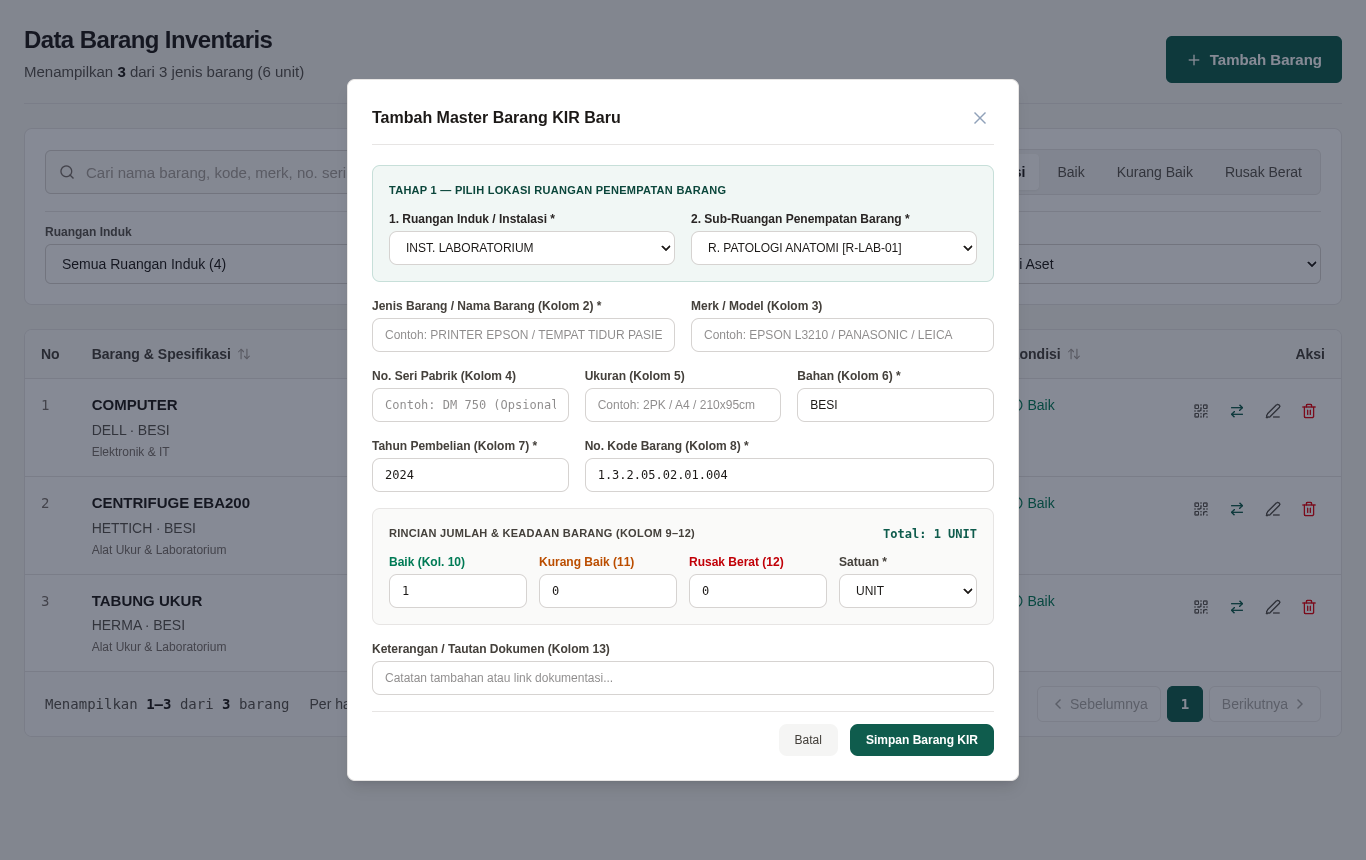 Data Barang Inventaris
Menampilkan 3 dari 3 jenis barang (6 unit)
Tambah Barang
Cari nama barang, kode, merk, no. seri
Baik
Kurang Baik
Rusak Berat
Ruangan Induk
Semua Ruangan Induk (4)
Aset
No
Barang & Spesifikasi
Aksi
1
COMPUTER
DELL · BESI
Elektronik & IT
Baik
2
CENTRIFUGE EBA200
HETTICH · BESI
Alat Ukur & Laboratorium
Baik
3
TABUNG UKUR
HERMA · BESI
Alat Ukur & Laboratorium
Baik
Menampilkan 1–3 dari 3 barang
Per
Sebelumnya
1
Berikutnya
Tambah Master Barang KIR Baru
TAHAP 1 — PILIH LOKASI RUANGAN PENEMPATAN BARANG
1. Ruangan Induk / Instalasi *
2. Sub-Ruangan Penempatan Barang *
INST. LABORATORIUM
R. PATOLOGI ANATOMI [R-LAB-01]
Jenis Barang / Nama Barang (Kolom 2) *
Merk / Model (Kolom 3)
Contoh: PRINTER EPSON / TEMPAT TIDUR PASIE
Contoh: EPSON L3210 / PANASONIC / LEICA
No. Seri Pabrik (Kolom 4)
Ukuran (Kolom 5)
Bahan (Kolom 6) *
Contoh: DM 750 (Opsional
Contoh: 2PK / A4 / 210x95cm
BESI
Tahun Pembelian (Kolom 7) *
No. Kode Barang (Kolom 8) *
2024
1.3.2.05.02.01.004
RINCIAN JUMLAH & KEADAAN BARANG (KOLOM 9–12)
Total: 1 UNIT
Baik (Kol. 10)
Kurang Baik (11)
Rusak Berat (12)
Satuan *
1
0
0
UNIT
Keterangan / Tautan Dokumen (Kolom 13)
Catatan tambahan atau link dokumentasi...
Batal
Simpan Barang KIR